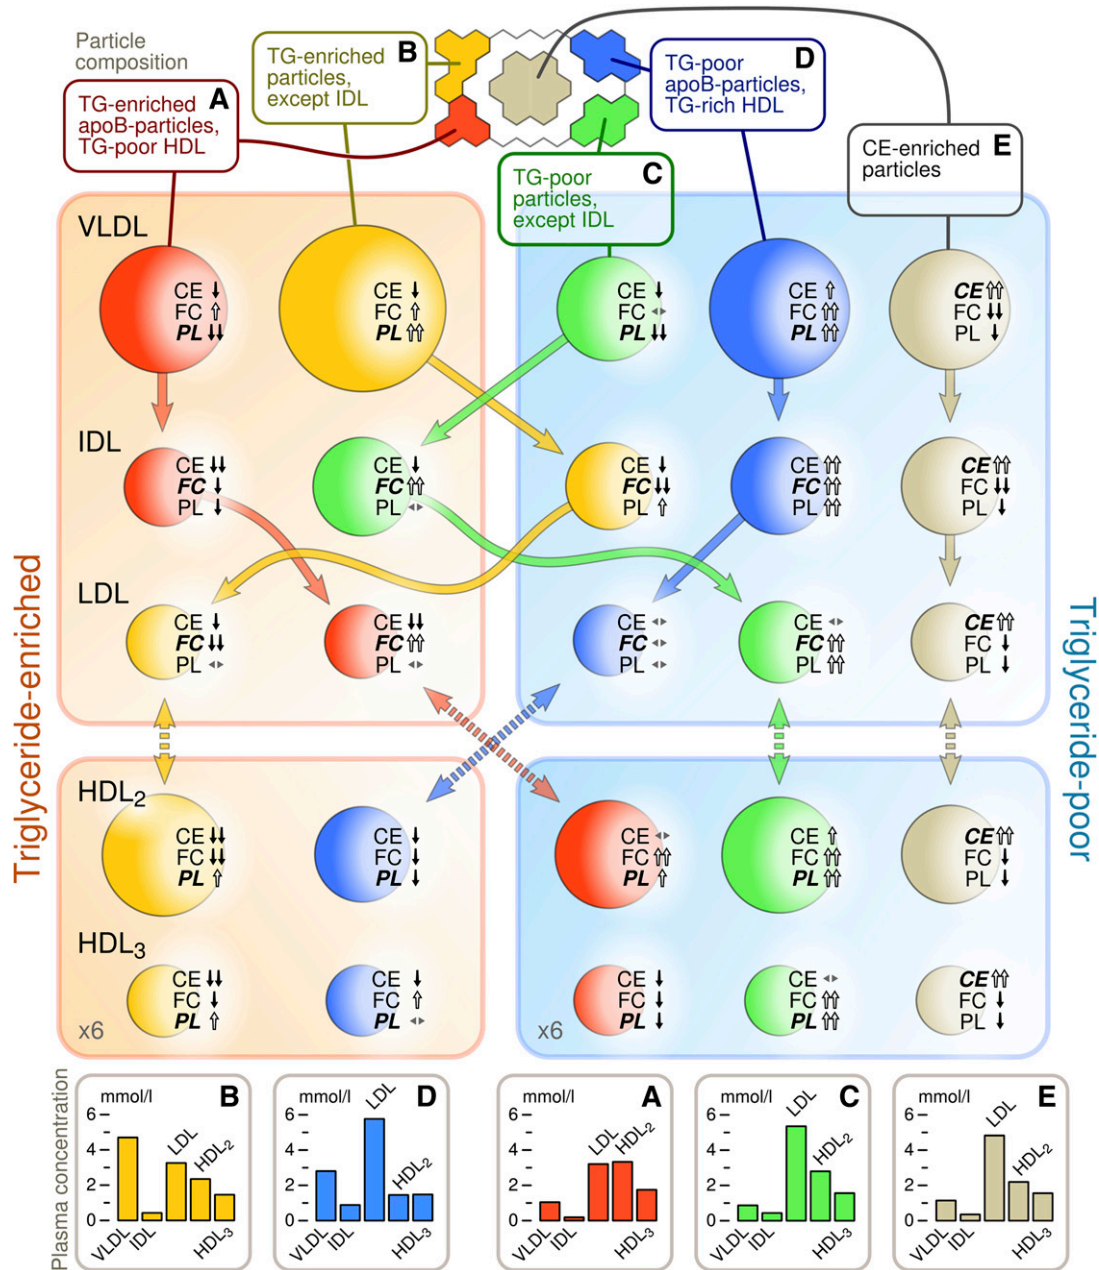 Particle
composition
A
TG-enriched
apoB-particles,
TG-poor HDL
B
TG-enriched
particles,
except IDL
C
TG-poor
particles,
except IDL
D
TG-poor
apoB-particles,
TG-rich HDL
E
CE-enriched
particles
Triglyceride-enriched
Triglyceride-poor
VLDL
CE ↓
FC ⇧
PL ↓↓
CE ↓
FC ⇧
PL ⇧⇧
CE ↓
FC ◂▸
PL ↓↓
CE ⇧
FC ⇧⇧
PL ⇧⇧
CE ⇧⇧
FC ↓↓
PL ↓
IDL
CE ↓↓
FC ↓
PL ↓
CE ↓
FC ⇧⇧
PL ◂▸
CE ↓
FC ↓↓
PL ⇧
CE ⇧⇧
FC ⇧⇧
PL ⇧⇧
CE ⇧⇧
FC ↓↓
PL ↓
LDL
CE ↓
FC ↓↓
PL ◂▸
CE ↓↓
FC ⇧⇧
PL ◂▸
CE ◂▸
FC ◂▸
PL ◂▸
CE ◂▸
FC ⇧⇧
PL ⇧⇧
CE ⇧⇧
FC ↓
PL ↓
HDL2
CE ↓↓
FC ↓↓
PL ⇧
CE ↓
FC ↓
PL ↓
CE ◂▸
FC ⇧⇧
PL ⇧
CE ⇧
FC ⇧⇧
PL ⇧⇧
CE ⇧⇧
FC ↓
PL ↓
HDL3
CE ↓↓
FC ↓
PL ⇧
CE ↓
FC ⇧
PL ◂▸
CE ↓
FC ↓
PL ↓
CE ◂▸
FC ⇧⇧
PL ⇧⇧
CE ⇧⇧
FC ↓
PL ↓
x6
x6
Plasma concentration
mmol/l
B
6
4
2
0
VLDL
IDL
LDL
HDL2
HDL3
mmol/l
D
6
4
2
0
VLDL
IDL
LDL
HDL2
HDL3
mmol/l
A
6
4
2
0
VLDL
IDL
LDL
HDL2
HDL3
mmol/l
C
6
4
2
0
VLDL
IDL
LDL
HDL2
HDL3
mmol/l
E
6
4
2
0
VLDL
IDL
LDL
HDL2
HDL3